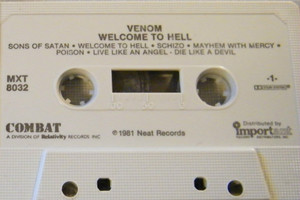 VENOM
WELCOME TO HELL
SONS OF SATAN • WELCOME TO HELL • SCHIZO • MAYHEM WITH MERCY •
POISON • LIVE LIKE AN ANGEL - DIE LIKE A DEVIL
MXT
8032
-1-
COMBAT
A DIVISION OF Relativity RECORDS, INC
©1981 Neat Records
Distributed by
important